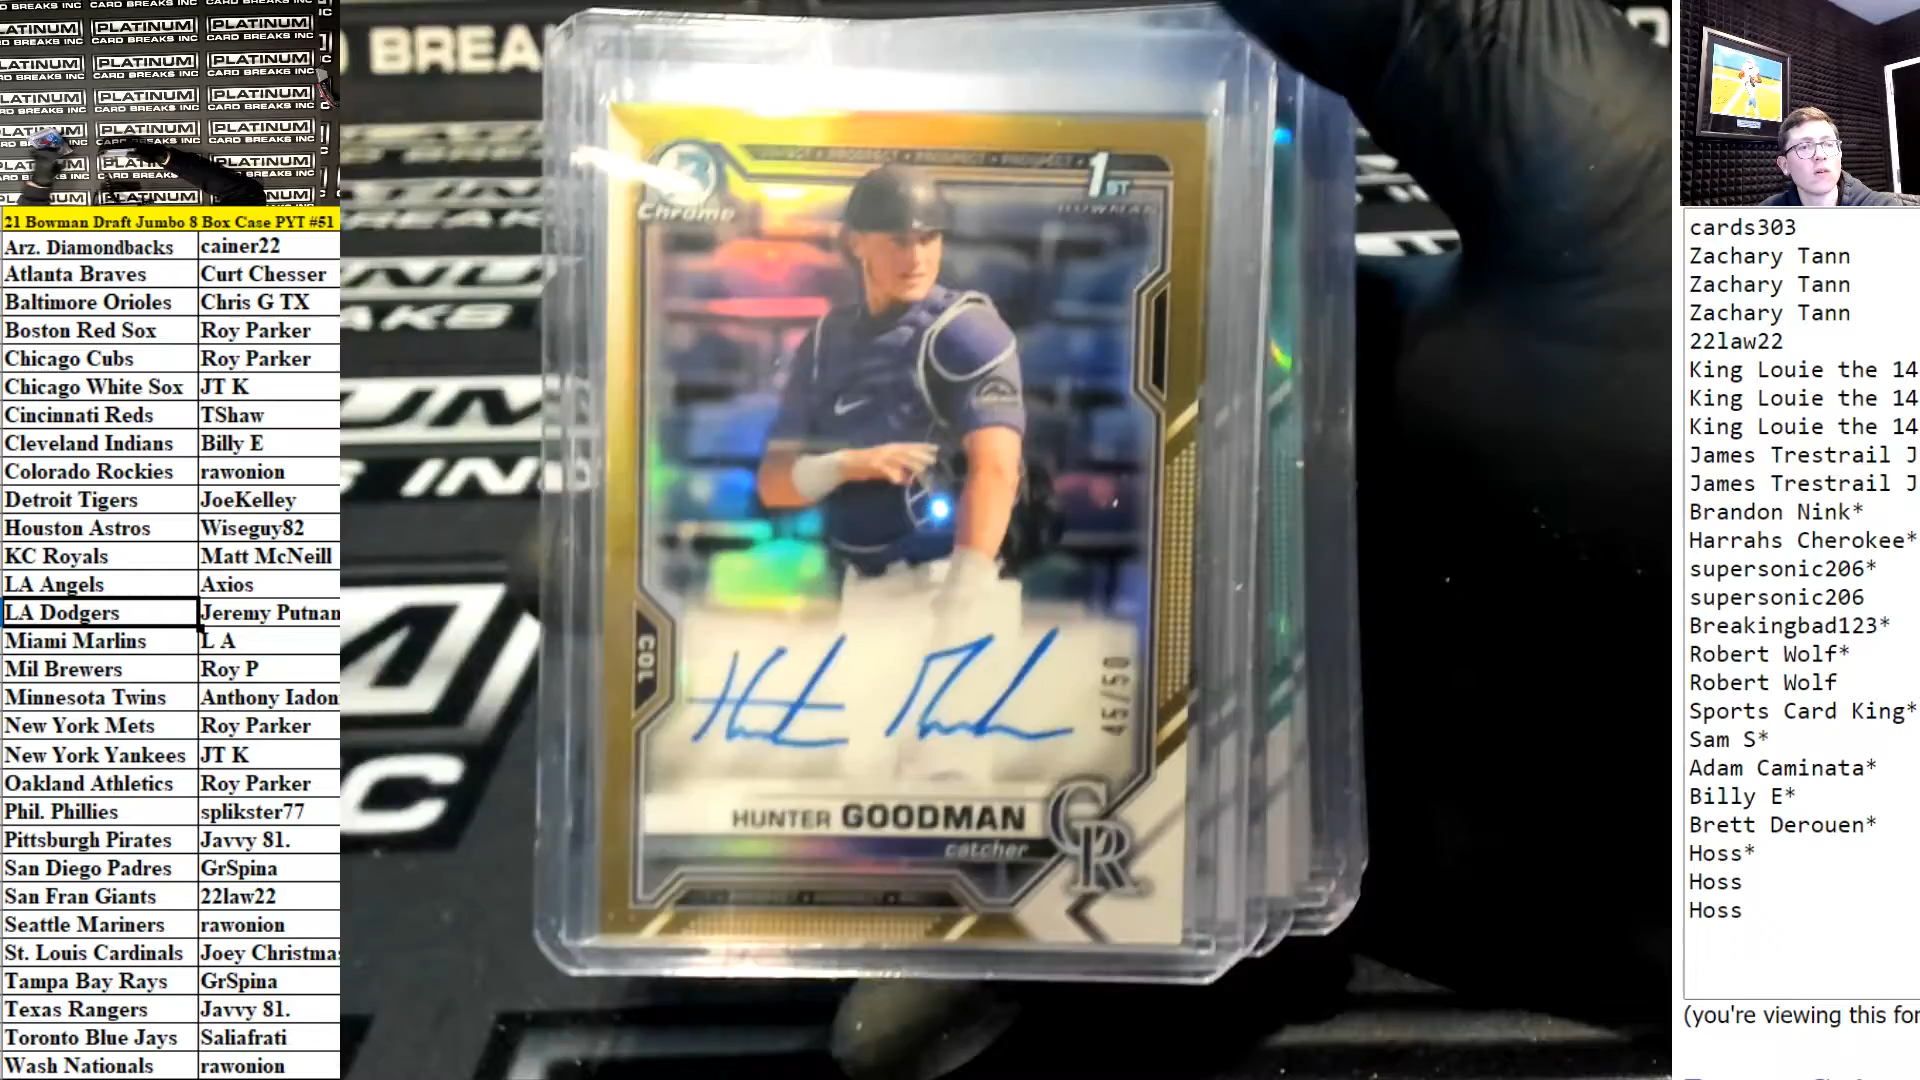 PLATINUM PLATINUM PLATINUM
CARD BREAKS INC CARD BREAKS INC
21 Bowman Draft Jumbo 8 Box Case PYT #51
Arz. Diamondbacks cainer22
Atlanta Braves Curt Chesser
Baltimore Orioles Chris G TX
Boston Red Sox Roy Parker
Chicago Cubs Roy Parker
Chicago White Sox JT K
Cincinnati Reds TShaw
Cleveland Indians Billy E
Colorado Rockies rawonion
Detroit Tigers JoeKelley
Houston Astros Wiseguy82
KC Royals Matt McNeill
LA Angels Axios
LA Dodgers Jeremy Putnan
Miami Marlins L A
Mil Brewers Roy P
Minnesota Twins Anthony Iadon
New York Mets Roy Parker
New York Yankees JT K
Oakland Athletics Roy Parker
Phil. Phillies splikster77
Pittsburgh Pirates Javvy 81.
San Diego Padres GrSpina
San Fran Giants 22law22
Seattle Mariners rawonion
St. Louis Cardinals Joey Christmas
Tampa Bay Rays GrSpina
Texas Rangers Javvy 81.
Toronto Blue Jays Saliafrati
Wash Nationals rawonion
BREA
Chrome
1ST
BOWMAN
COL
45/50
HUNTER GOODMAN
catcher
CR
cards303
Zachary Tann
Zachary Tann
Zachary Tann
22law22
King Louie the 14
King Louie the 14
King Louie the 14
James Trestrail J
James Trestrail J
Brandon Nink*
Harrahs Cherokee*
supersonic206*
supersonic206
Breakingbad123*
Robert Wolf*
Robert Wolf
Sports Card King*
Sam S*
Adam Caminata*
Billy E*
Brett Derouen*
Hoss*
Hoss
Hoss
(you're viewing this for